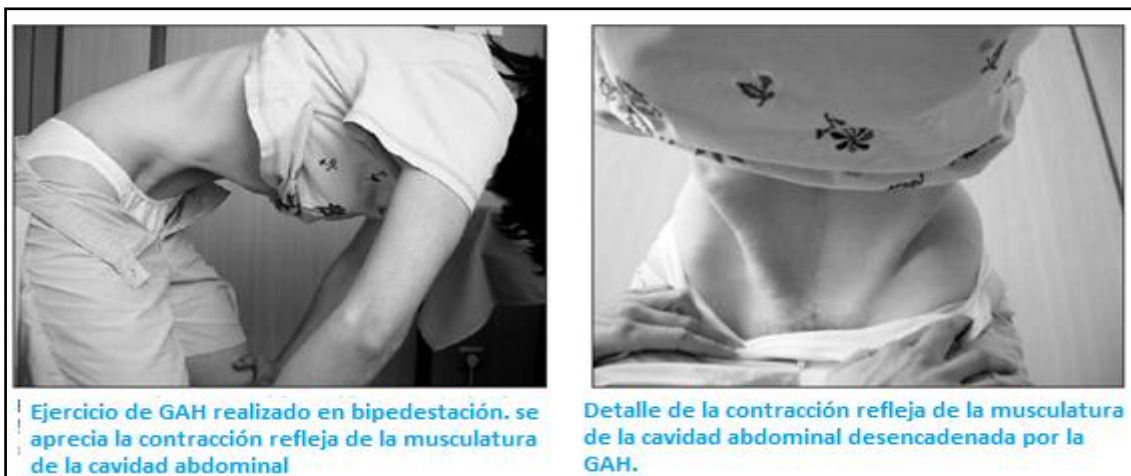 Ejercicio de GAH realizado en bipedestación. se
aprecia la contracción refleja de la musculatura
de la cavidad abdominal
Detalle de la contracción refleja de la musculatura
de la cavidad abdominal desencadenada por la
GAH.